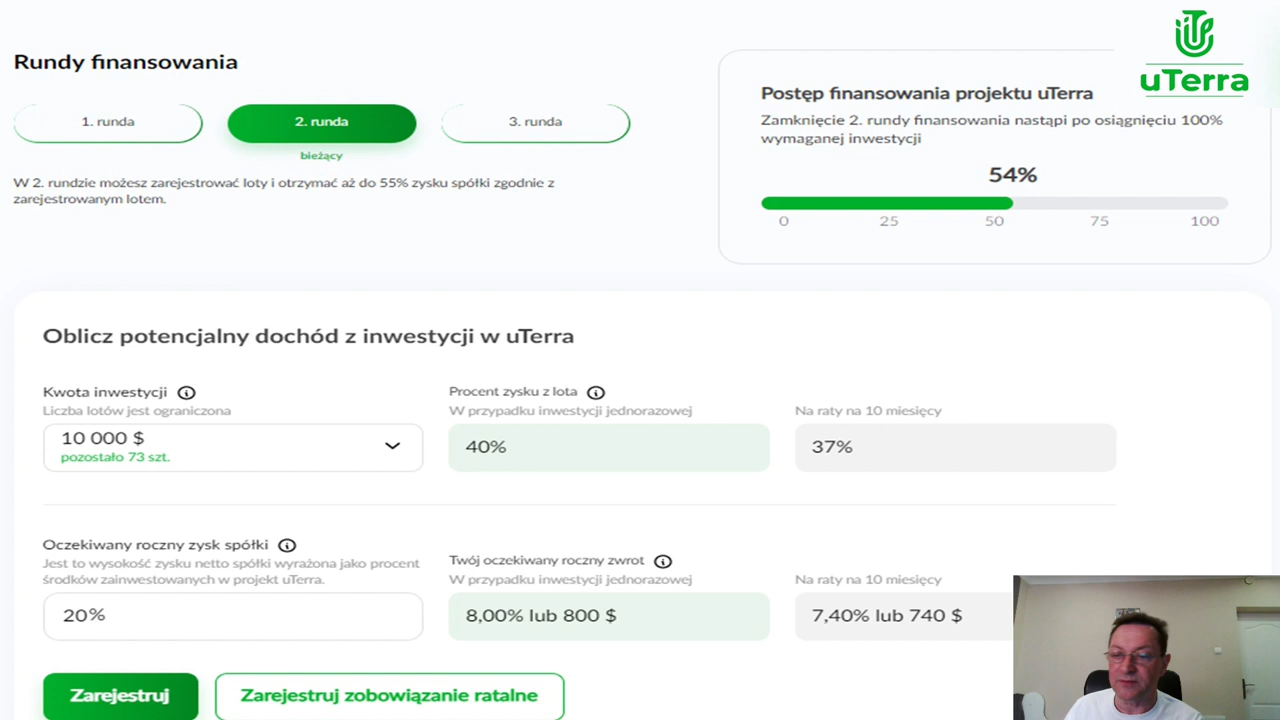 uTerra
Rundy finansowania
1. runda
2. runda
3. runda
bieżący
W 2. rundzie możesz zarejestrować loty i otrzymać aż do 55% zysku spółki zgodnie z
zarejestrowanym lotem.
Postęp finansowania projektu uTerra
Zamknięcie 2. rundy finansowania nastąpi po osiągnięciu 100%
wymaganej inwestycji
54%
0 25 50 75 100
Oblicz potencjalny dochód z inwestycji w uTerra
Kwota inwestycji
Liczba lotów jest ograniczona
10 000 $
pozostało 73 szt.
Procent zysku z lota
W przypadku inwestycji jednorazowej
40%
Na raty na 10 miesięcy
37%
Oczekiwany roczny zysk spółki
Jest to wysokość zysku netto spółki wyrażona jako procent
środków zainwestowanych w projekt uTerra.
20%
Twój oczekiwany roczny zwrot
W przypadku inwestycji jednorazowej
8,00% lub 800 $
Na raty na 10 miesięcy
7,40% lub 740 $
Zarejestruj
Zarejestruj zobowiązanie ratalne